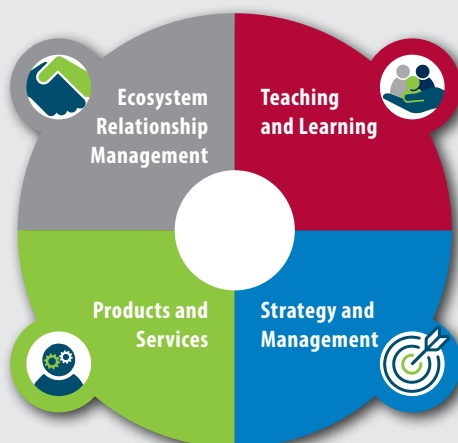 Ecosystem
Relationship
Management
Teaching
and Learning
Products and
Services
Strategy and
Management